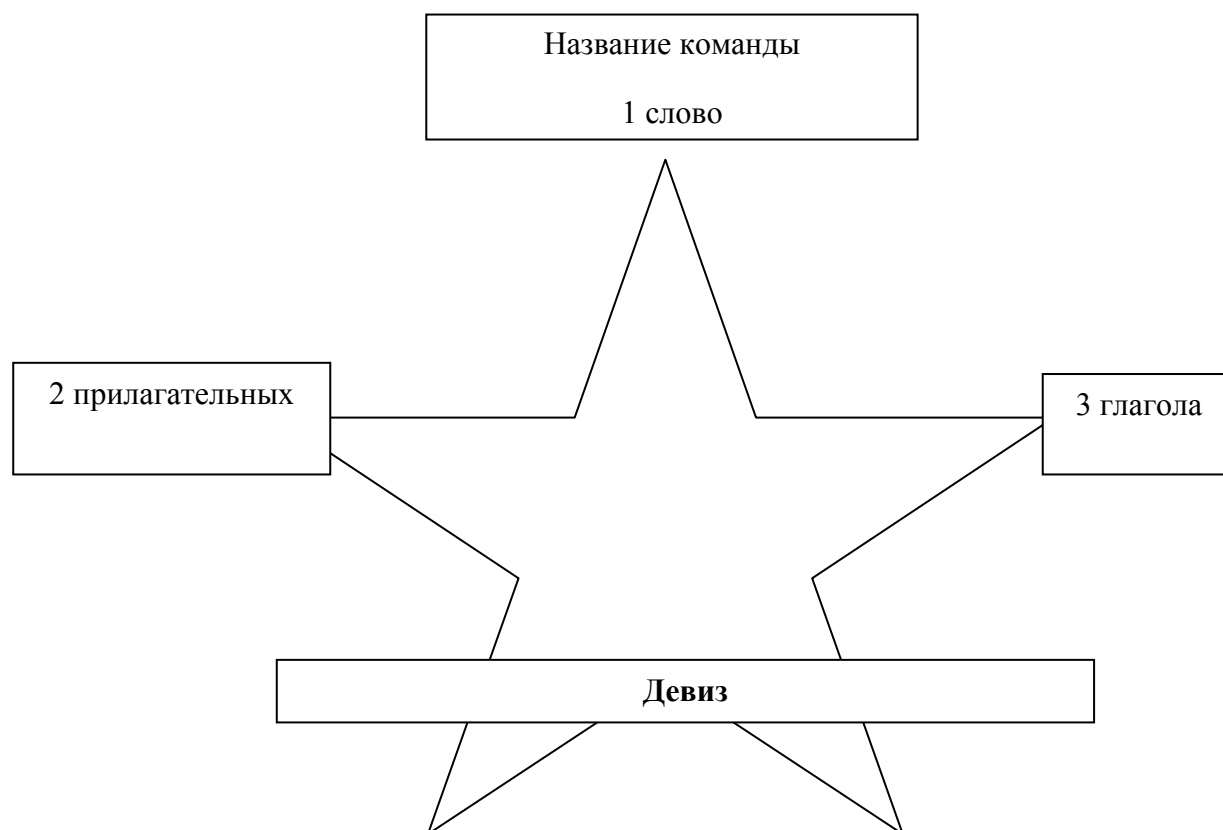 Название команды
1 слово
2 прилагательных
3 глагола
Девиз